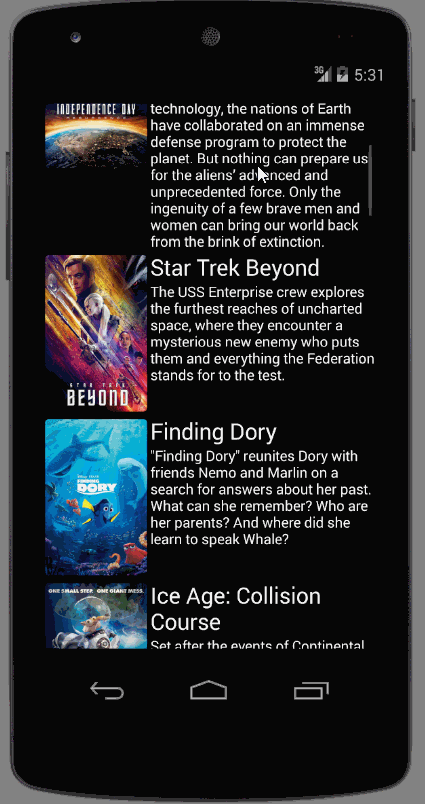 3G 5:31
INDEPENDENCE DAY
technology, the nations of Earth
have collaborated on an immense
defense program to protect the
planet. But nothing can prepare us
for the aliens' advanced and
unprecedented force. Only the
ingenuity of a few brave men and
women can bring our world back
from the brink of extinction.
Star Trek Beyond
The USS Enterprise crew explores
the furthest reaches of uncharted
space, where they encounter a
mysterious new enemy who puts
them and everything the Federation
stands for to the test.
STAR TREK
BEYOND
Finding Dory
"Finding Dory" reunites Dory with
friends Nemo and Marlin on a
search for answers about her past.
What can she remember? Who are
her parents? And where did she
learn to speak Whale?
FINDING
DORY
ONE SMALL STEP. ONE GIANT MESS.
Ice Age: Collision
Course
Set after the events of Continental